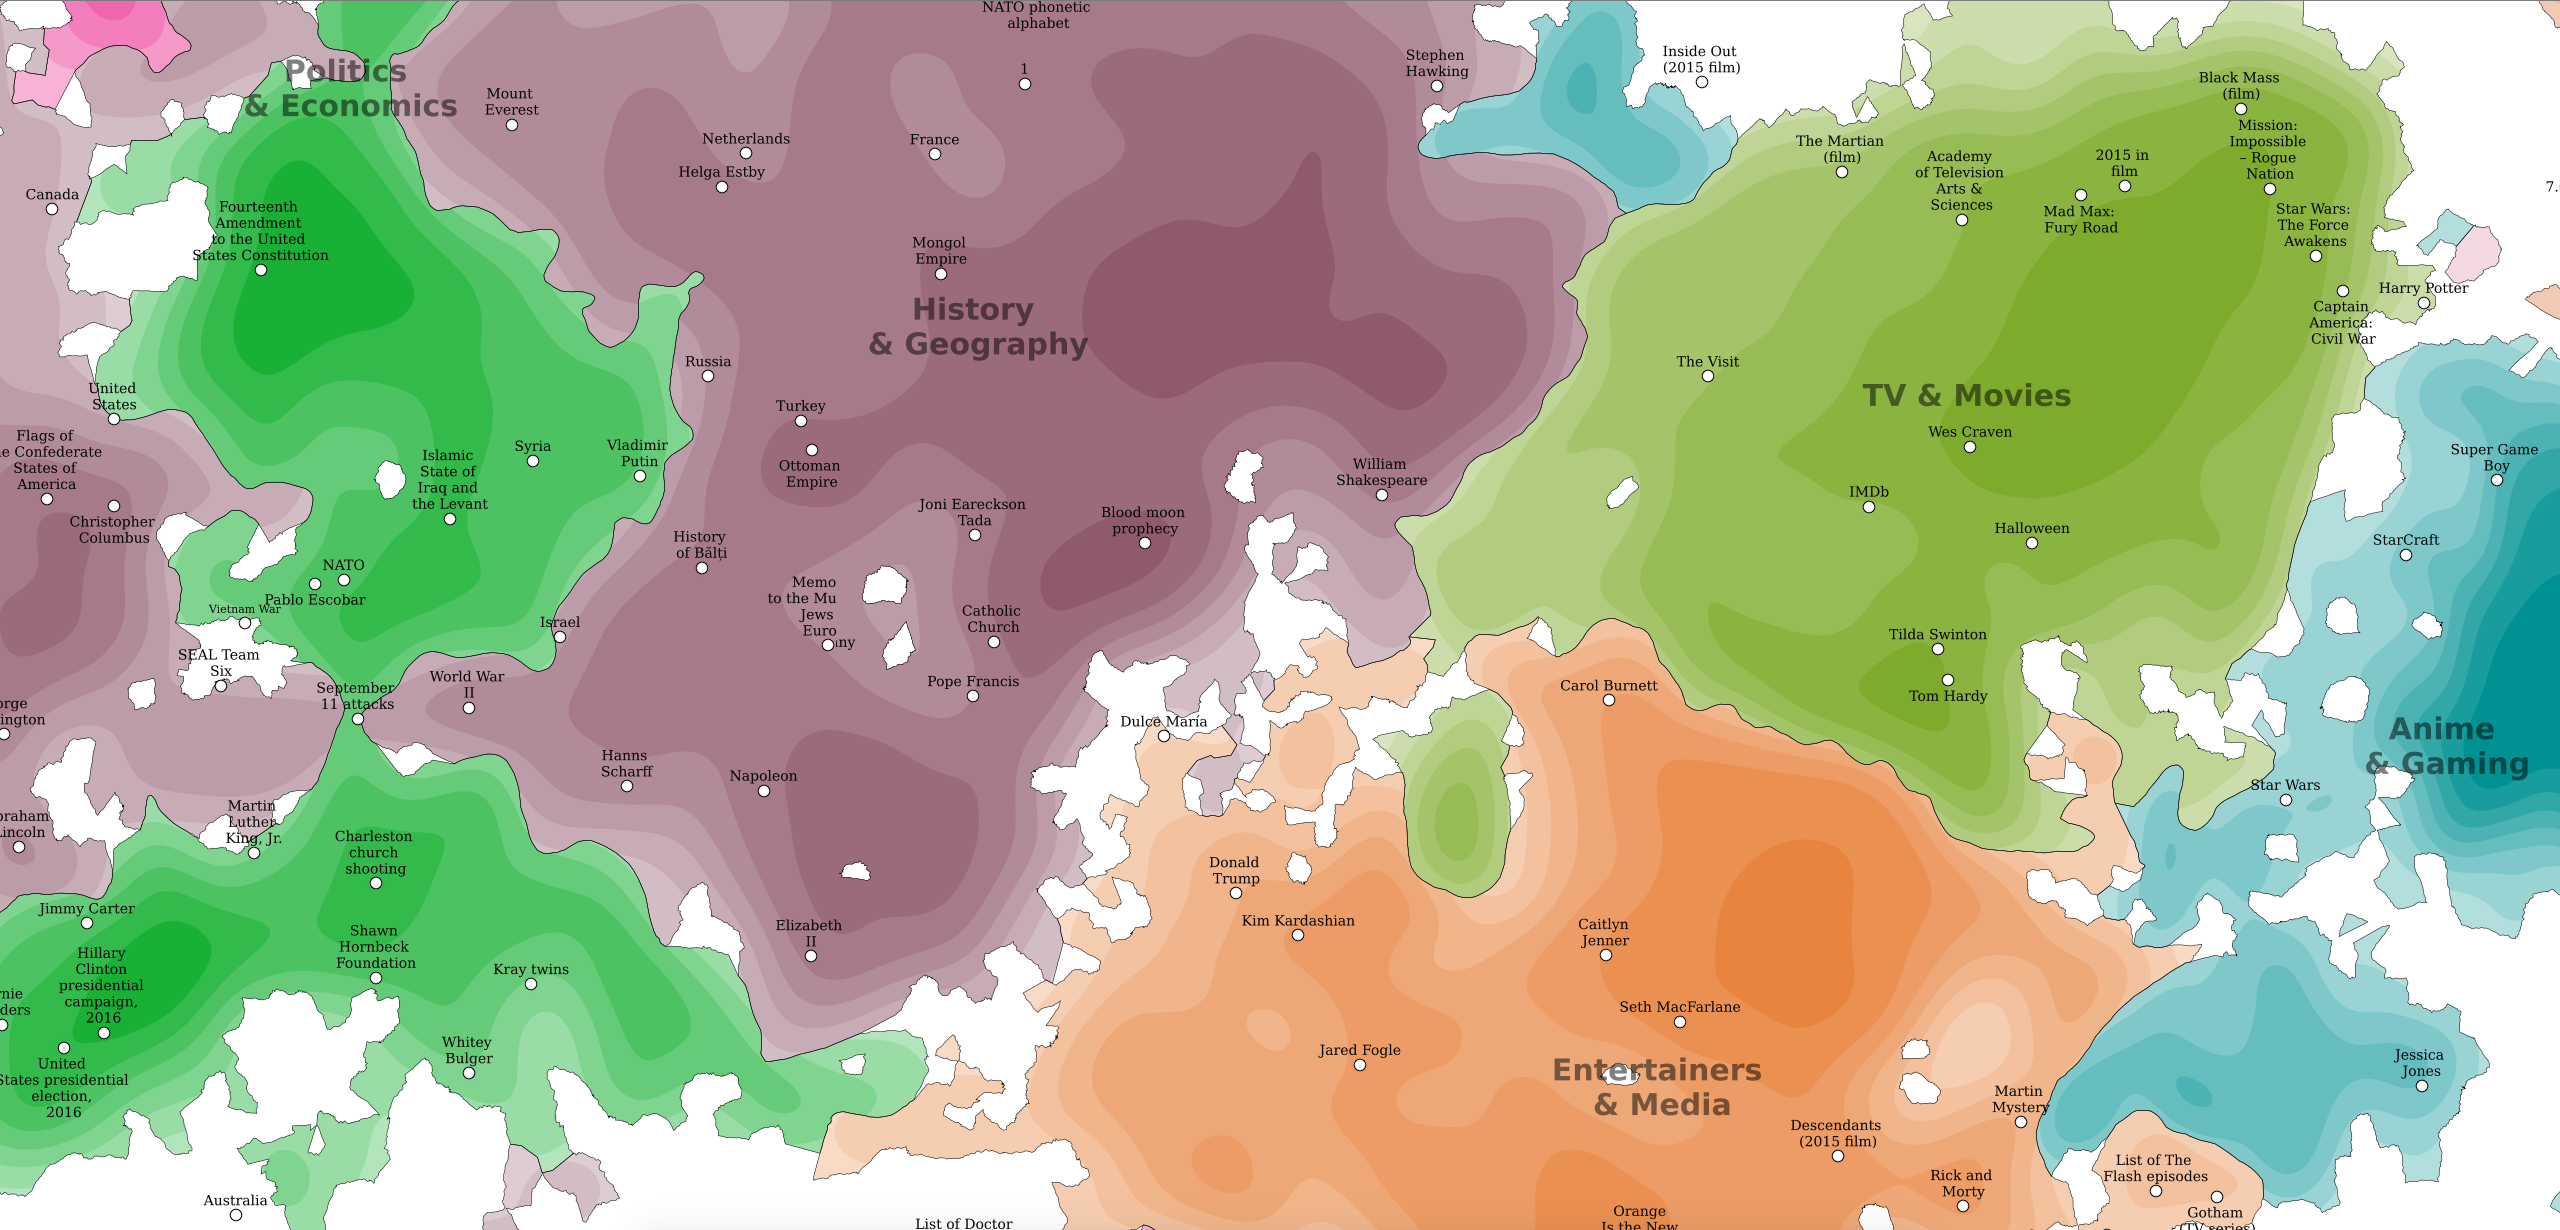 NATO phonetic
alphabet
1
Stephen
Hawking
Inside Out
(2015 film)
Politics
& Economics
Mount
Everest
Netherlands
Helga Estby
France
The Martian
(film)
Academy
of Television
Arts &
Sciences
2015 in
film
Mad Max:
Fury Road
Black Mass
(film)
Mission:
Impossible
– Rogue
Nation
Star Wars:
The Force
Awakens
7.
Canada
Fourteenth
Amendment
to the United
States Constitution
Mongol
Empire
History
& Geography
Harry Potter
Captain
America:
Civil War
United
States
Russia
The Visit
TV & Movies
Turkey
Ottoman
Empire
Wes Craven
Flags of
e Confederate
States of
America
Christopher
Columbus
Islamic
State of
Iraq and
the Levant
Syria
Vladimir
Putin
William
Shakespeare
IMDb
Super Game
Boy
Joni Eareckson
Tada
Blood moon
prophecy
Halloween
StarCraft
History
of Bălți
NATO
Pablo Escobar
Vietnam War
Memo
to the Mu
Jews
Euro
ny
Catholic
Church
Israel
SEAL Team
Six
September
11 attacks
World War
II
Pope Francis
Tilda Swinton
Tom Hardy
Carol Burnett
orge
ington
Dulce María
Anime
& Gaming
Hanns
Scharff
Napoleon
Star Wars
braham
Lincoln
Martin
Luther
King, Jr.
Charleston
church
shooting
Donald
Trump
Kim Kardashian
Caitlyn
Jenner
Jimmy Carter
Hillary
Clinton
presidential
campaign,
2016
Shawn
Hornbeck
Foundation
Elizabeth
II
Kray twins
rnie
ders
Seth MacFarlane
United
States presidential
election,
2016
Whitey
Bulger
Jared Fogle
Entertainers
& Media
Jessica
Jones
Martin
Mystery
Descendants
(2015 film)
List of The
Flash episodes
Rick and
Morty
Australia
List of Doctor
Orange
Is the New
Gotham
(TV series)